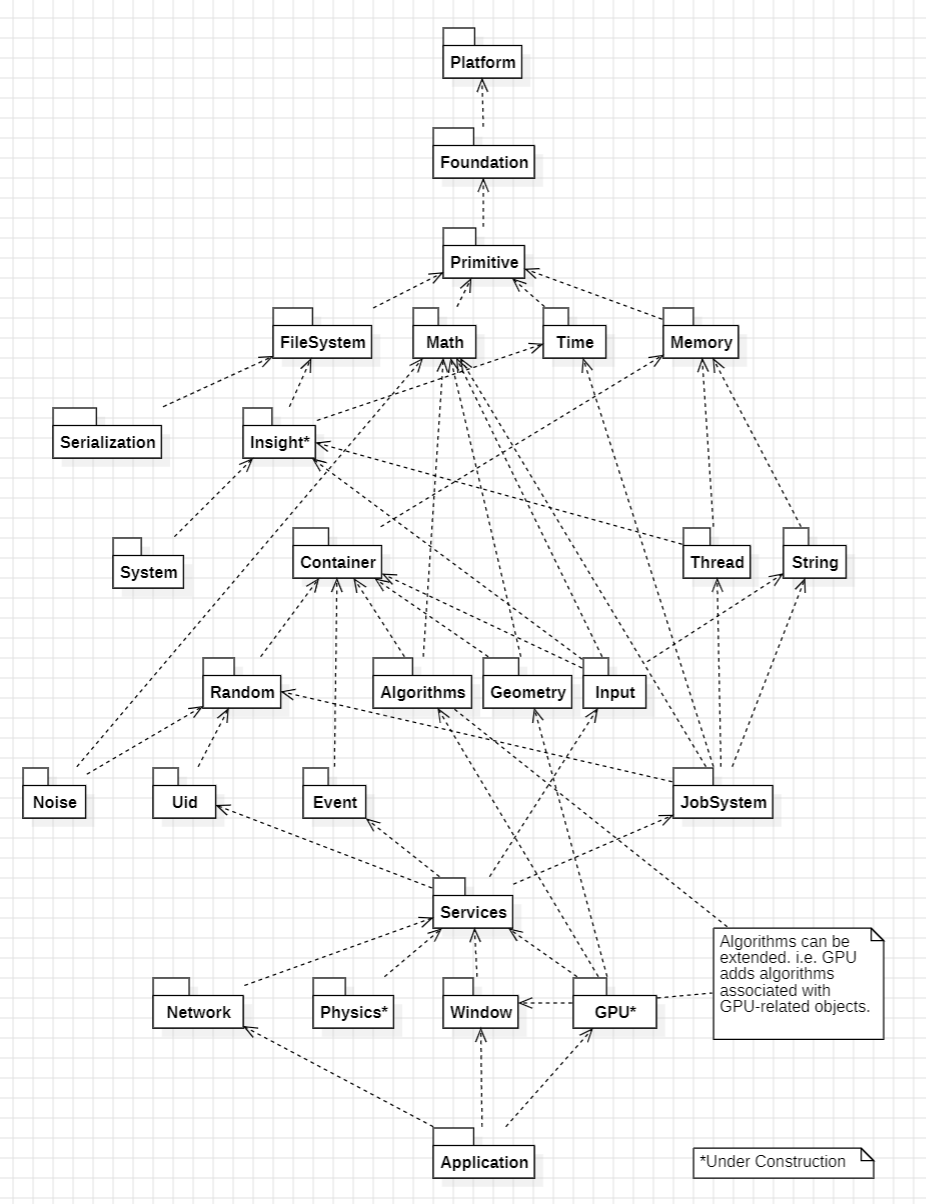 Platform
Foundation
Primitive
FileSystem
Math
Time
Memory
Serialization
Insight*
System
Container
Thread
String
Random
Algorithms
Geometry
Input
Noise
Uid
Event
JobSystem
Services
Algorithms can be
extended. i.e. GPU
adds algorithms
associated with
GPU-related objects.
Network
Physics*
Window
GPU*
Application
*Under Construction